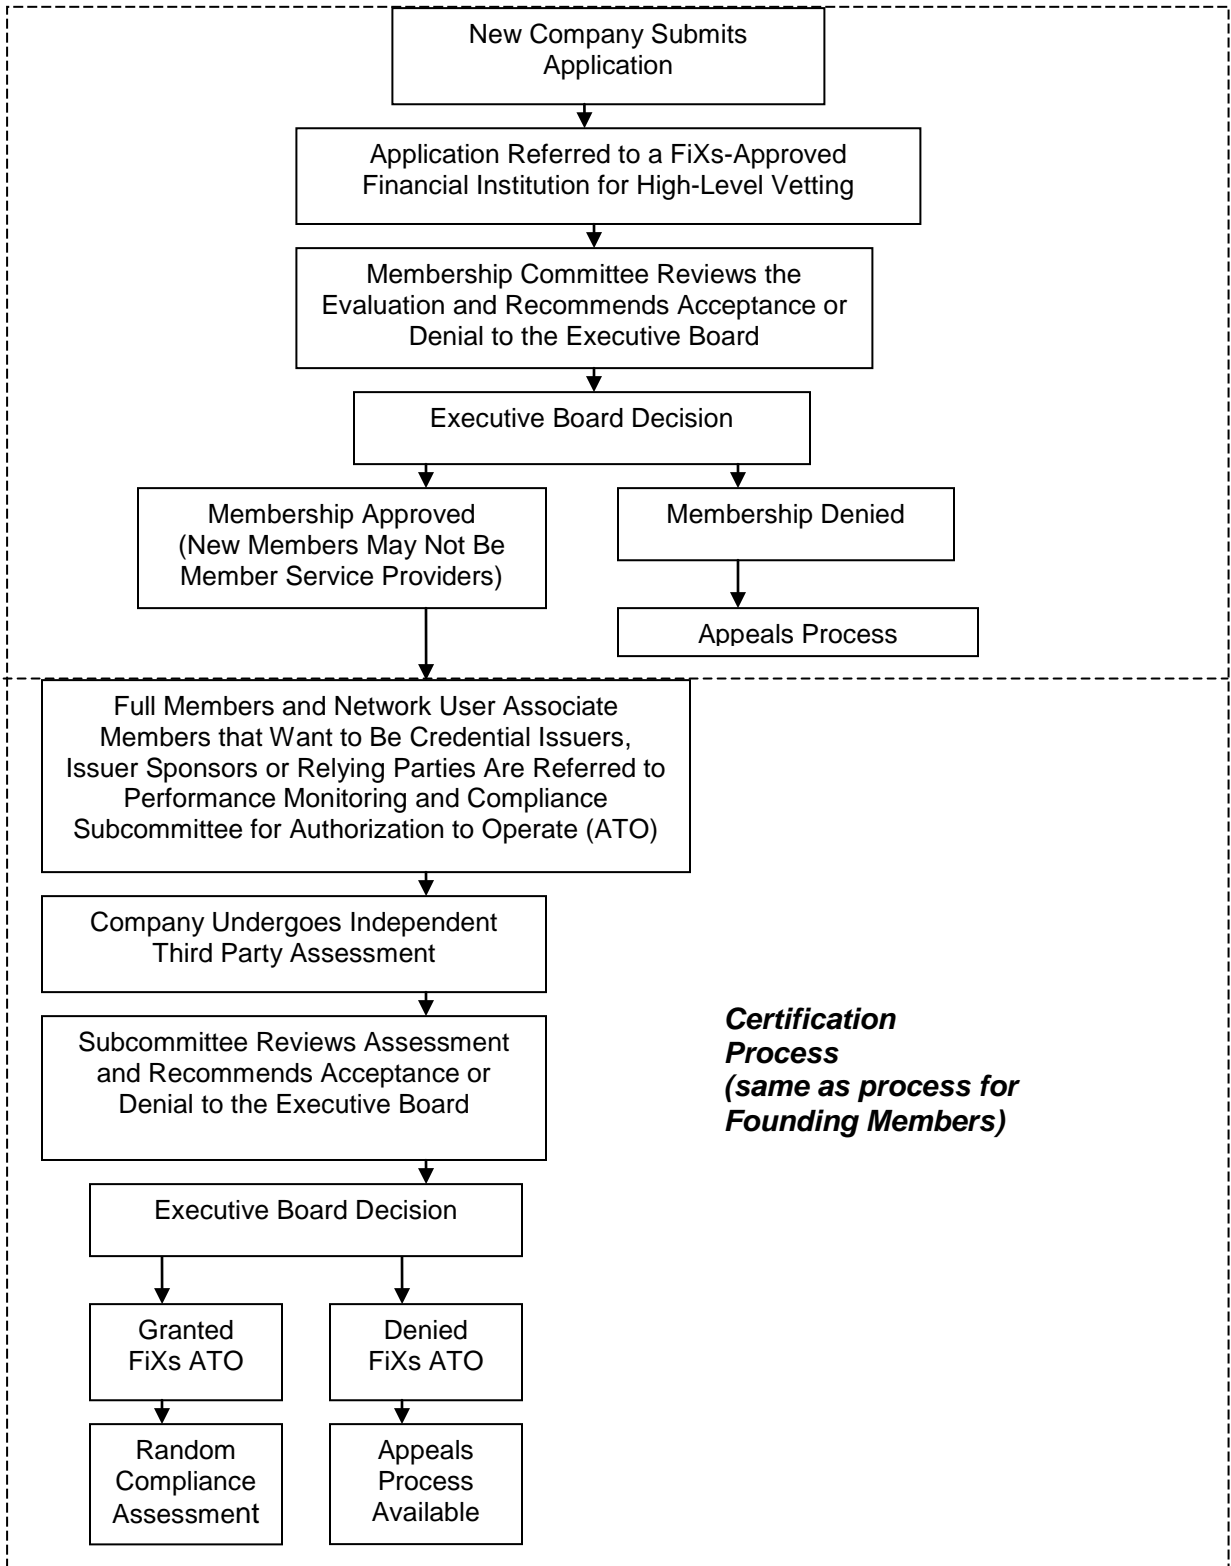 New Company Submits
Application
Application Referred to a FiXs-Approved
Financial Institution for High-Level Vetting
Membership Committee Reviews the
Evaluation and Recommends Acceptance or
Denial to the Executive Board
Executive Board Decision
Membership Approved
(New Members May Not Be
Member Service Providers)
Membership Denied
Appeals Process
Full Members and Network User Associate
Members that Want to Be Credential Issuers,
Issuer Sponsors or Relying Parties Are Referred to
Performance Monitoring and Compliance
Subcommittee for Authorization to Operate (ATO)
Company Undergoes Independent
Third Party Assessment
Subcommittee Reviews Assessment
and Recommends Acceptance or
Denial to the Executive Board
Certification
Process
(same as process for
Founding Members)
Executive Board Decision
Granted
FiXs ATO
Denied
FiXs ATO
Random
Compliance
Assessment
Appeals
Process
Available